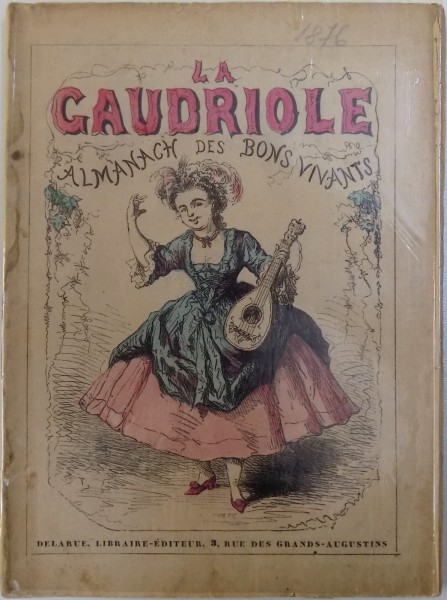 1876
LA
GAUDRIOLE
ALMANACH DES BONS VIVANTS
DELARUE, LIBRAIRE-ÉDITEUR, 3, RUE DES GRANDS-AUGUSTINS